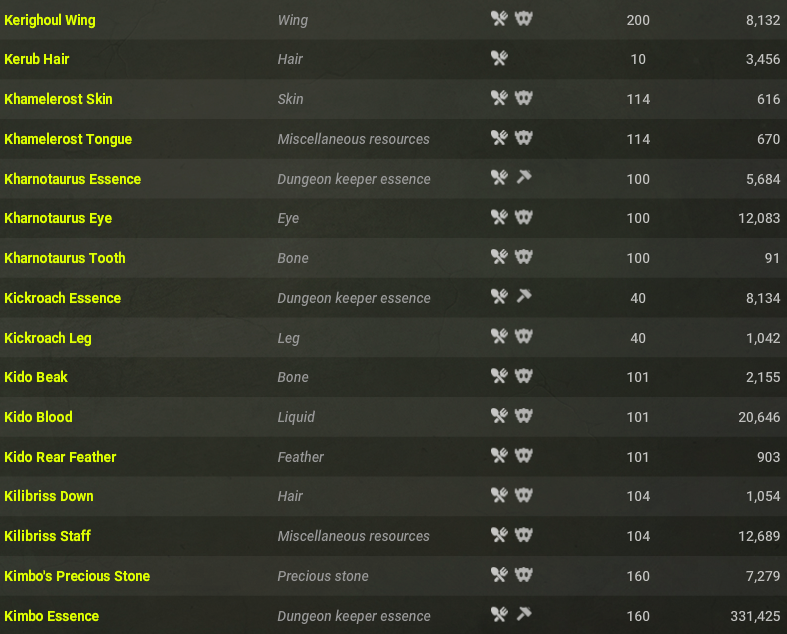 Kerighoul Wing Wing 200 8,132
Kerub Hair Hair 10 3,456
Khamelerost Skin Skin 114 616
Khamelerost Tongue Miscellaneous resources 114 670
Kharnotaurus Essence Dungeon keeper essence 100 5,684
Kharnotaurus Eye Eye 100 12,083
Kharnotaurus Tooth Bone 100 91
Kickroach Essence Dungeon keeper essence 40 8,134
Kickroach Leg Leg 40 1,042
Kido Beak Bone 101 2,155
Kido Blood Liquid 101 20,646
Kido Rear Feather Feather 101 903
Kilibriss Down Hair 104 1,054
Kilibriss Staff Miscellaneous resources 104 12,689
Kimbo's Precious Stone Precious stone 160 7,279
Kimbo Essence Dungeon keeper essence 160 331,425